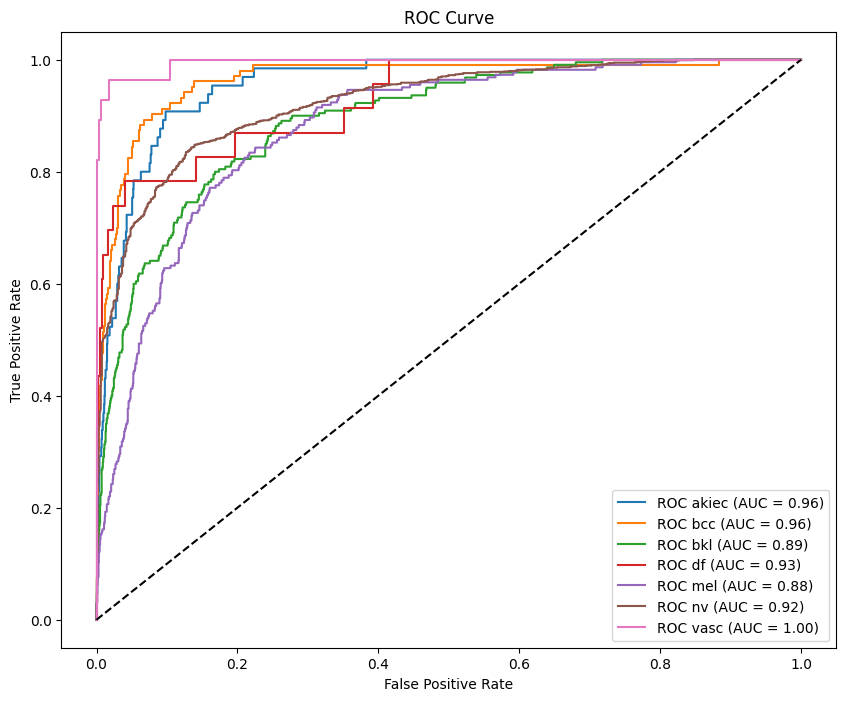 ROC Curve
1.0
0.8
0.6
0.4
0.2
0.0
True Positive Rate
0.0 0.2 0.4 0.6 0.8 1.0
False Positive Rate
ROC akiec (AUC = 0.96)
ROC bcc (AUC = 0.96)
ROC bkl (AUC = 0.89)
ROC df (AUC = 0.93)
ROC mel (AUC = 0.88)
ROC nv (AUC = 0.92)
ROC vasc (AUC = 1.00)